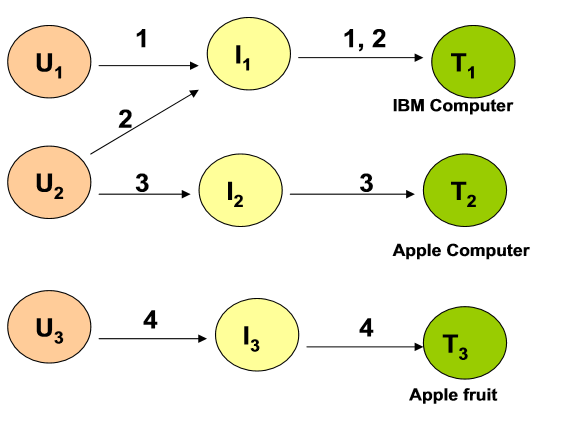 U1 1 I1 1, 2 T1
IBM Computer
2
U2 3 I2 3 T2
Apple Computer
U3 4 I3 4 T3
Apple fruit